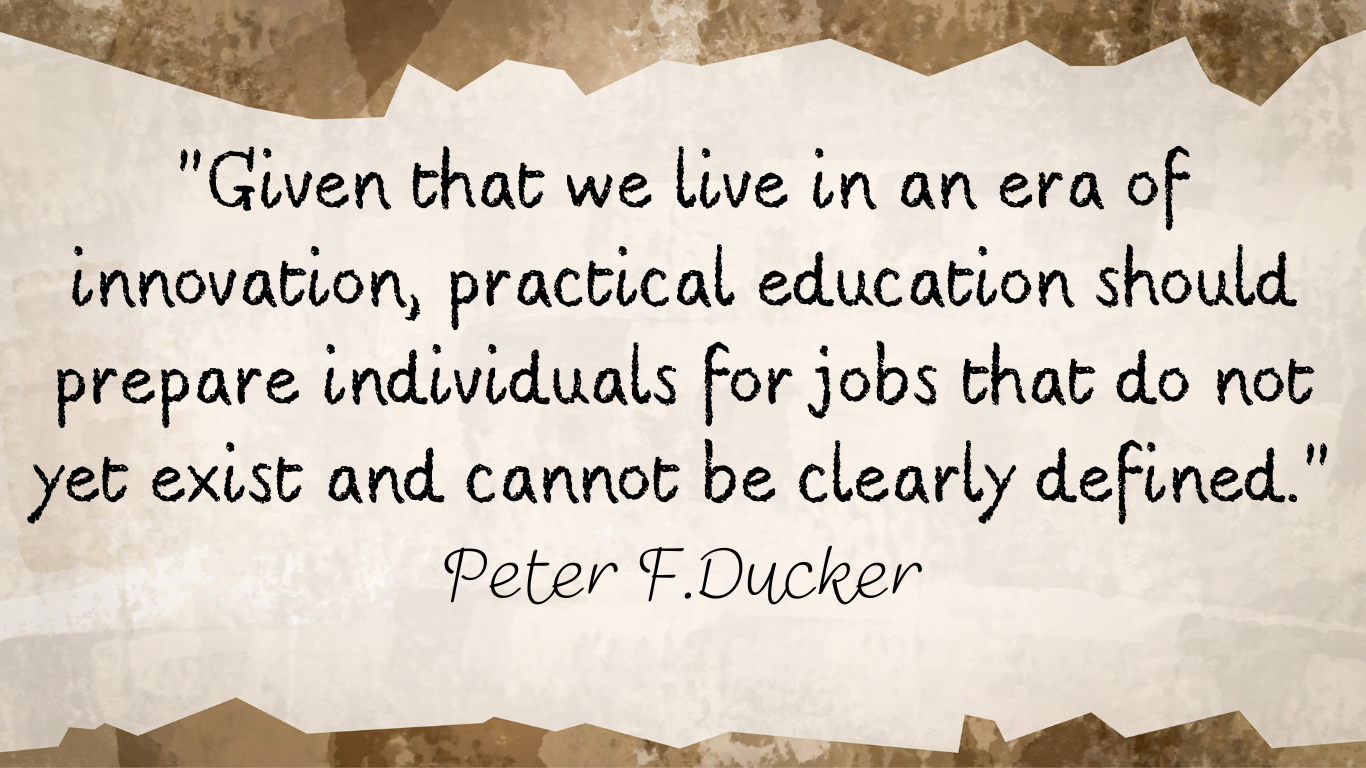 "Given that we live in an era of
innovation, practical education should
prepare individuals for jobs that do not
yet exist and cannot be clearly defined."
Peter F.Ducker